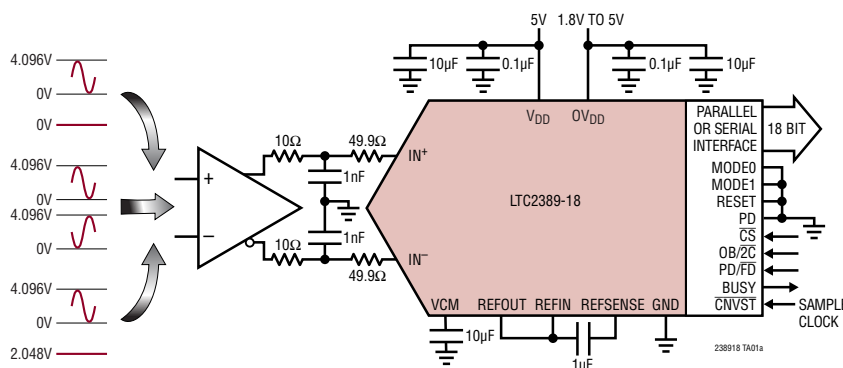 5V 1.8V TO 5V
10µF 0.1µF 0.1µF 10µF
4.096V
0V
0V
4.096V
0V
4.096V
0V
4.096V
0V
2.048V
+
–
10Ω
49.9Ω
1nF
1nF
10Ω
49.9Ω
IN+
IN–
VDD OVDD
LTC2389-18
VCM REFOUT REFIN REFSENSE GND
10µF
1µF
PARALLEL
OR SERIAL
INTERFACE
18 BIT
MODE0
MODE1
RESET
PD
CS
OB/2C
PD/FD
BUSY
CNVST
SAMPLE
CLOCK
238918 TA01a